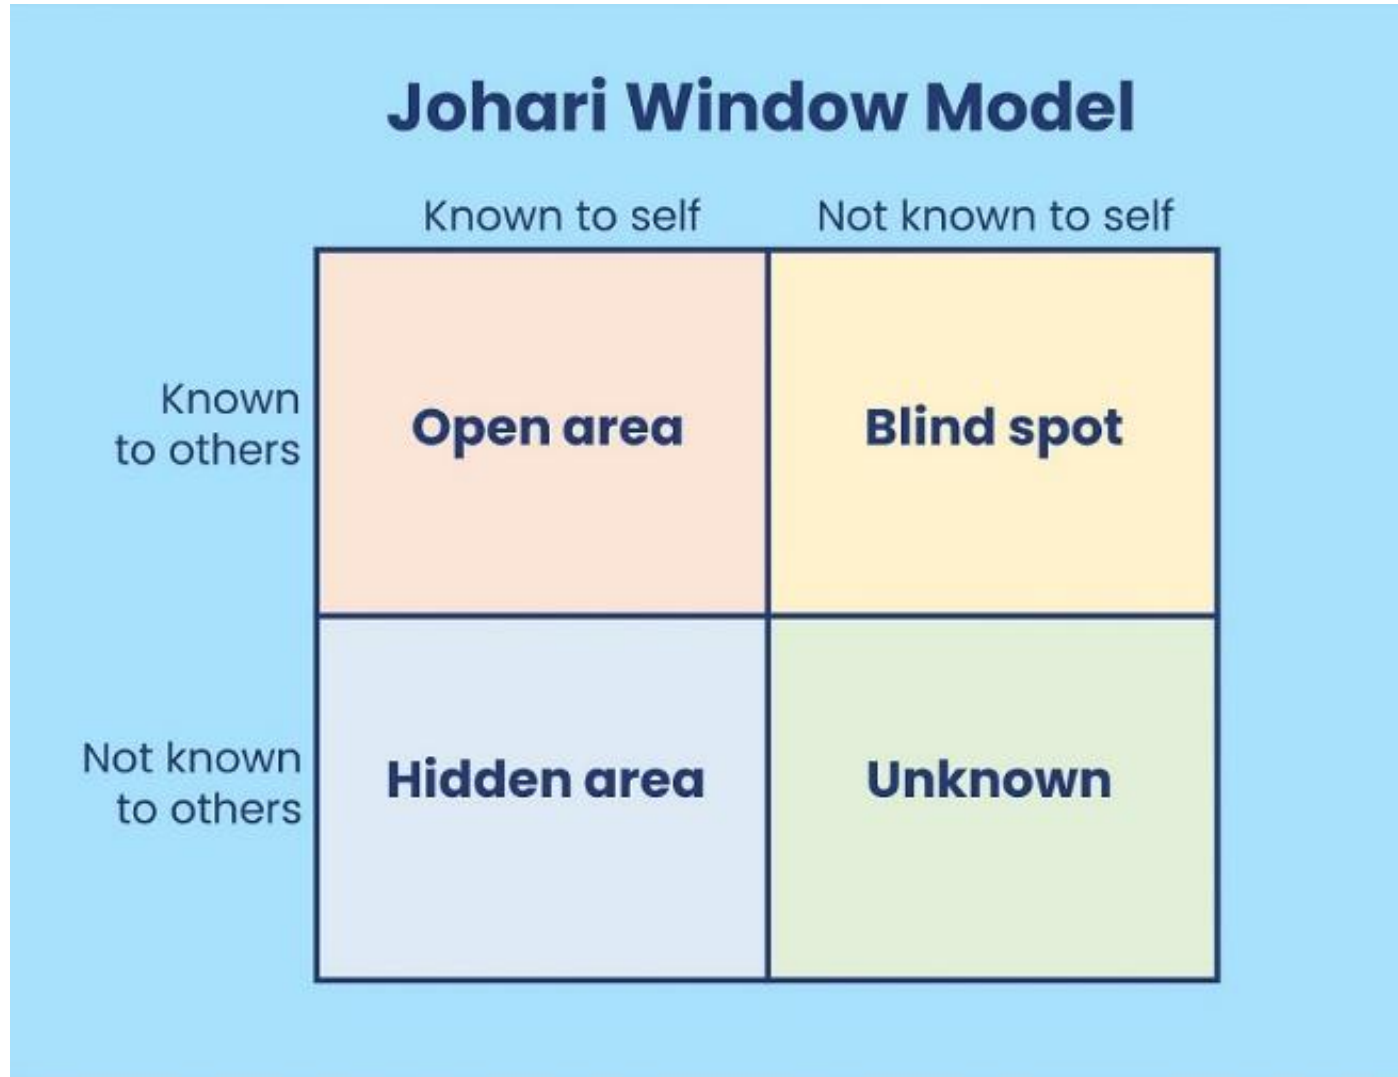 Johari Window Model
Known to self
Not known to self
Known
to others
Open area
Blind spot
Not known
to others
Hidden area
Unknown